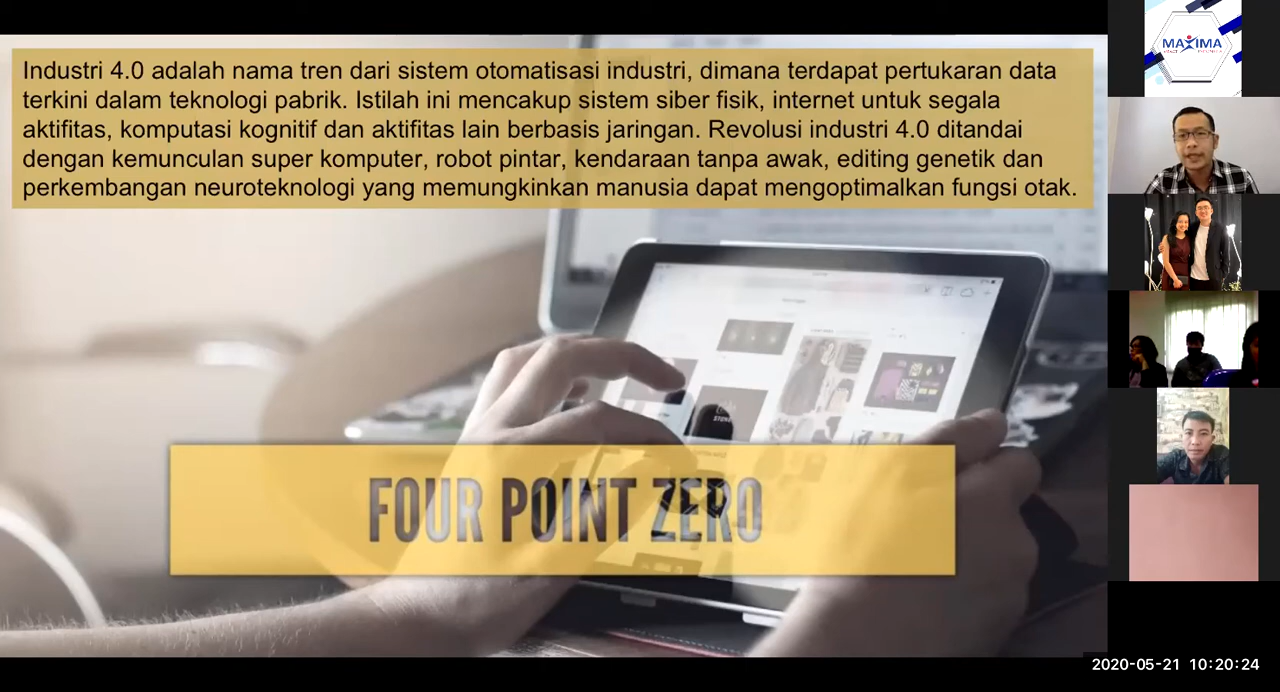 Industri 4.0 adalah nama tren dari sistem otomatisasi industri, dimana terdapat pertukaran data
terkini dalam teknologi pabrik. Istilah ini mencakup sistem siber fisik, internet untuk segala
aktifitas, komputasi kognitif dan aktifitas lain berbasis jaringan. Revolusi industri 4.0 ditandai
dengan kemunculan super komputer, robot pintar, kendaraan tanpa awak, editing genetik dan
perkembangan neuroteknologi yang memungkinkan manusia dapat mengoptimalkan fungsi otak.
FOUR POINT ZERO
MAXIMA
2020-05-21 10:20:24